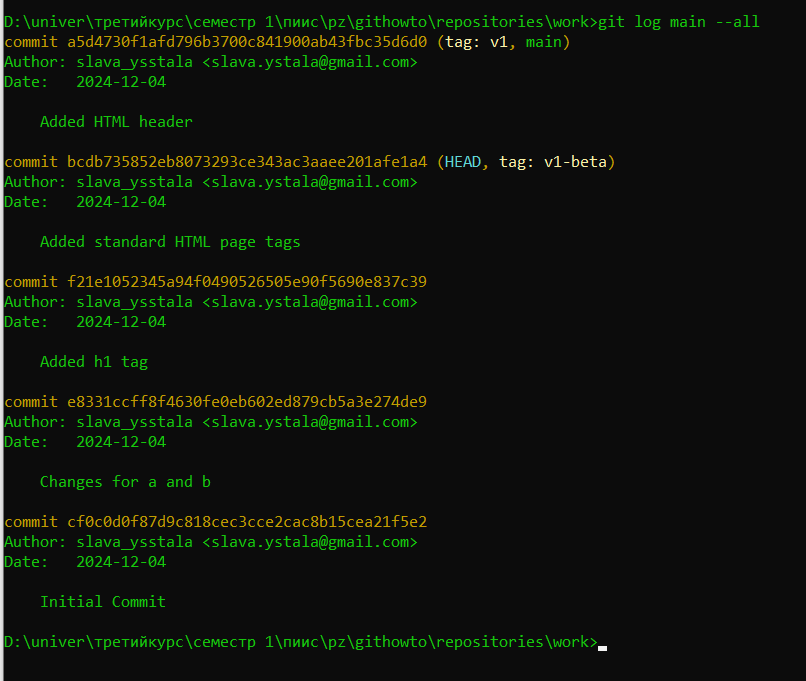 D:\univer\третийкурс\семестр 1\пиис\pz\githowto\repositories\work>git log main --all
commit a5d4730f1afd796b3700c841900ab43fbc35d6d0 (tag: v1, main)
Author: slava_ysstala <slava.ystala@gmail.com>
Date:   2024-12-04
Added HTML header
commit bcdb735852eb8073293ce343ac3aaee201afe1a4 (HEAD, tag: v1-beta)
Author: slava_ysstala <slava.ystala@gmail.com>
Date:   2024-12-04
Added standard HTML page tags
commit f21e1052345a94f0490526505e90f5690e837c39
Author: slava_ysstala <slava.ystala@gmail.com>
Date:   2024-12-04
Added h1 tag
commit e8331ccff8f4630fe0eb602ed879cb5a3e274de9
Author: slava_ysstala <slava.ystala@gmail.com>
Date:   2024-12-04
Changes for a and b
commit cf0c0d0f87d9c818cec3cce2cac8b15cea21f5e2
Author: slava_ysstala <slava.ystala@gmail.com>
Date:   2024-12-04
Initial Commit
D:\univer\третийкурс\семестр 1\пиис\pz\githowto\repositories\work>